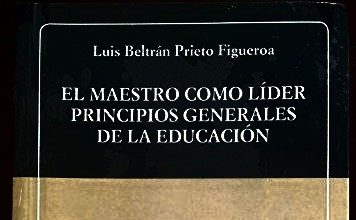 Luis Beltrán Prieto Figueroa
EL MAESTRO COMO LÍDER
PRINCIPIOS GENERALES
DE LA EDUCACIÓN